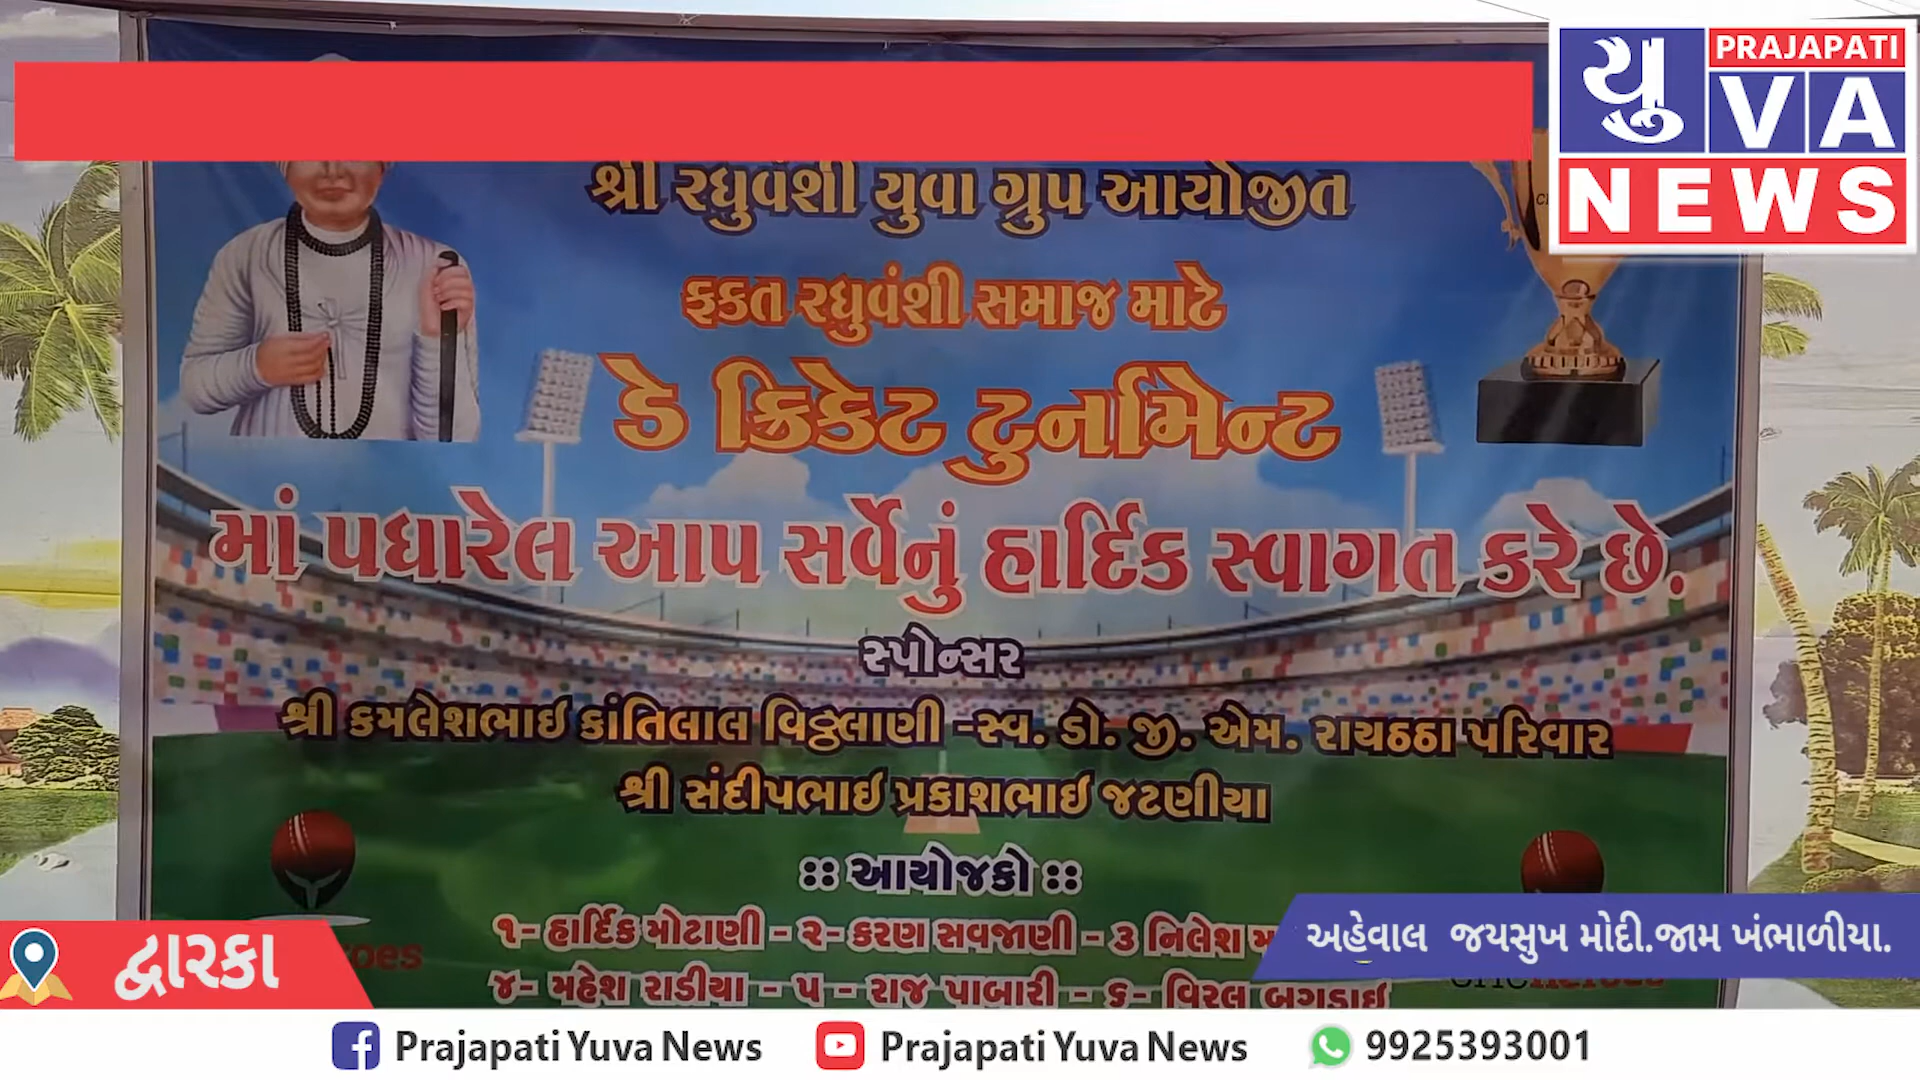 યુ PRAJAPATI
VA
NEWS
શ્રી રઘુવંશી યુવા ગ્રુપ આયોજીત
ફકત રઘુવંશી સમાજ માટે
ડે ક્રિકેટ ટુર્નામેન્ટ
માં પધારેલ આપ સર્વેનું હાર્દિક સ્વાગત કરે છે.
સ્પોન્સર
શ્રી કમલેશભાઇ કાંતિલાલ વિઠ્ઠલાણી -સ્વ. ડો. જી. એમ. રાયઠઠા પરિવાર
શ્રી સંદીપભાઇ પ્રકાશભાઇ જટણીયા
:: આયોજકો ::
૧- હાર્દિક મોટાણી - ૨- કરણ સવજાણી - ૩ નિલેશ
૪- મહેશ રાડીયા - ૫ - રાજ પાબારી - ૬- વિરલ બગડાઇ
અહેવાલ જયસુખ મોદી.જામ ખંભાળીયા.
દ્વારકા
Prajapati Yuva News Prajapati Yuva News 9925393001